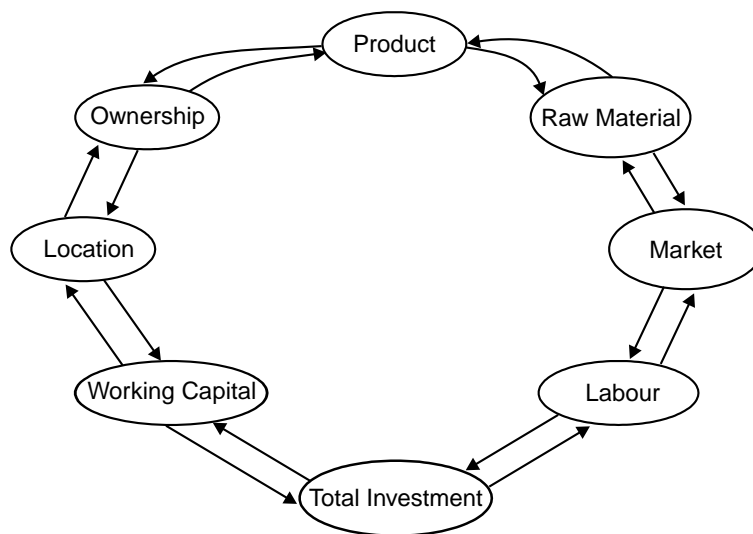 Product
Ownership
Raw Material
Location
Market
Working Capital
Labour
Total Investment